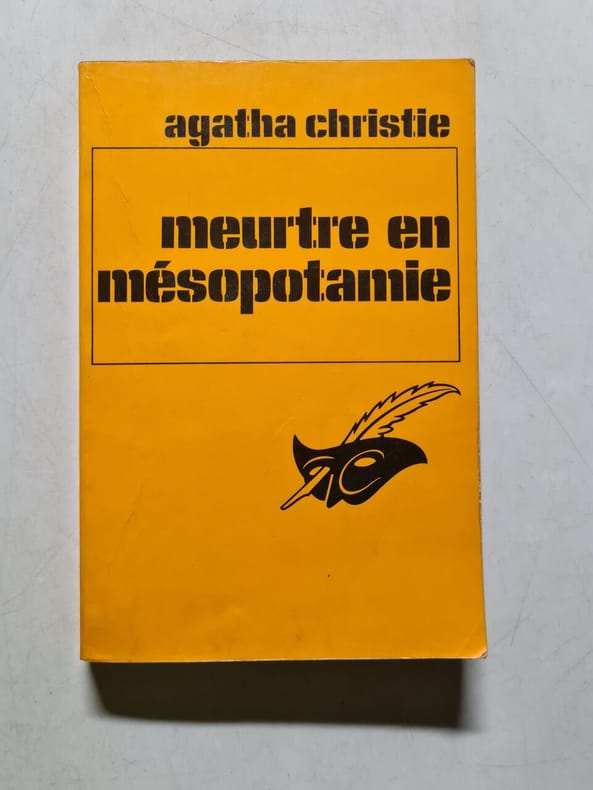 agatha christie
meurtre en
mésopotamie